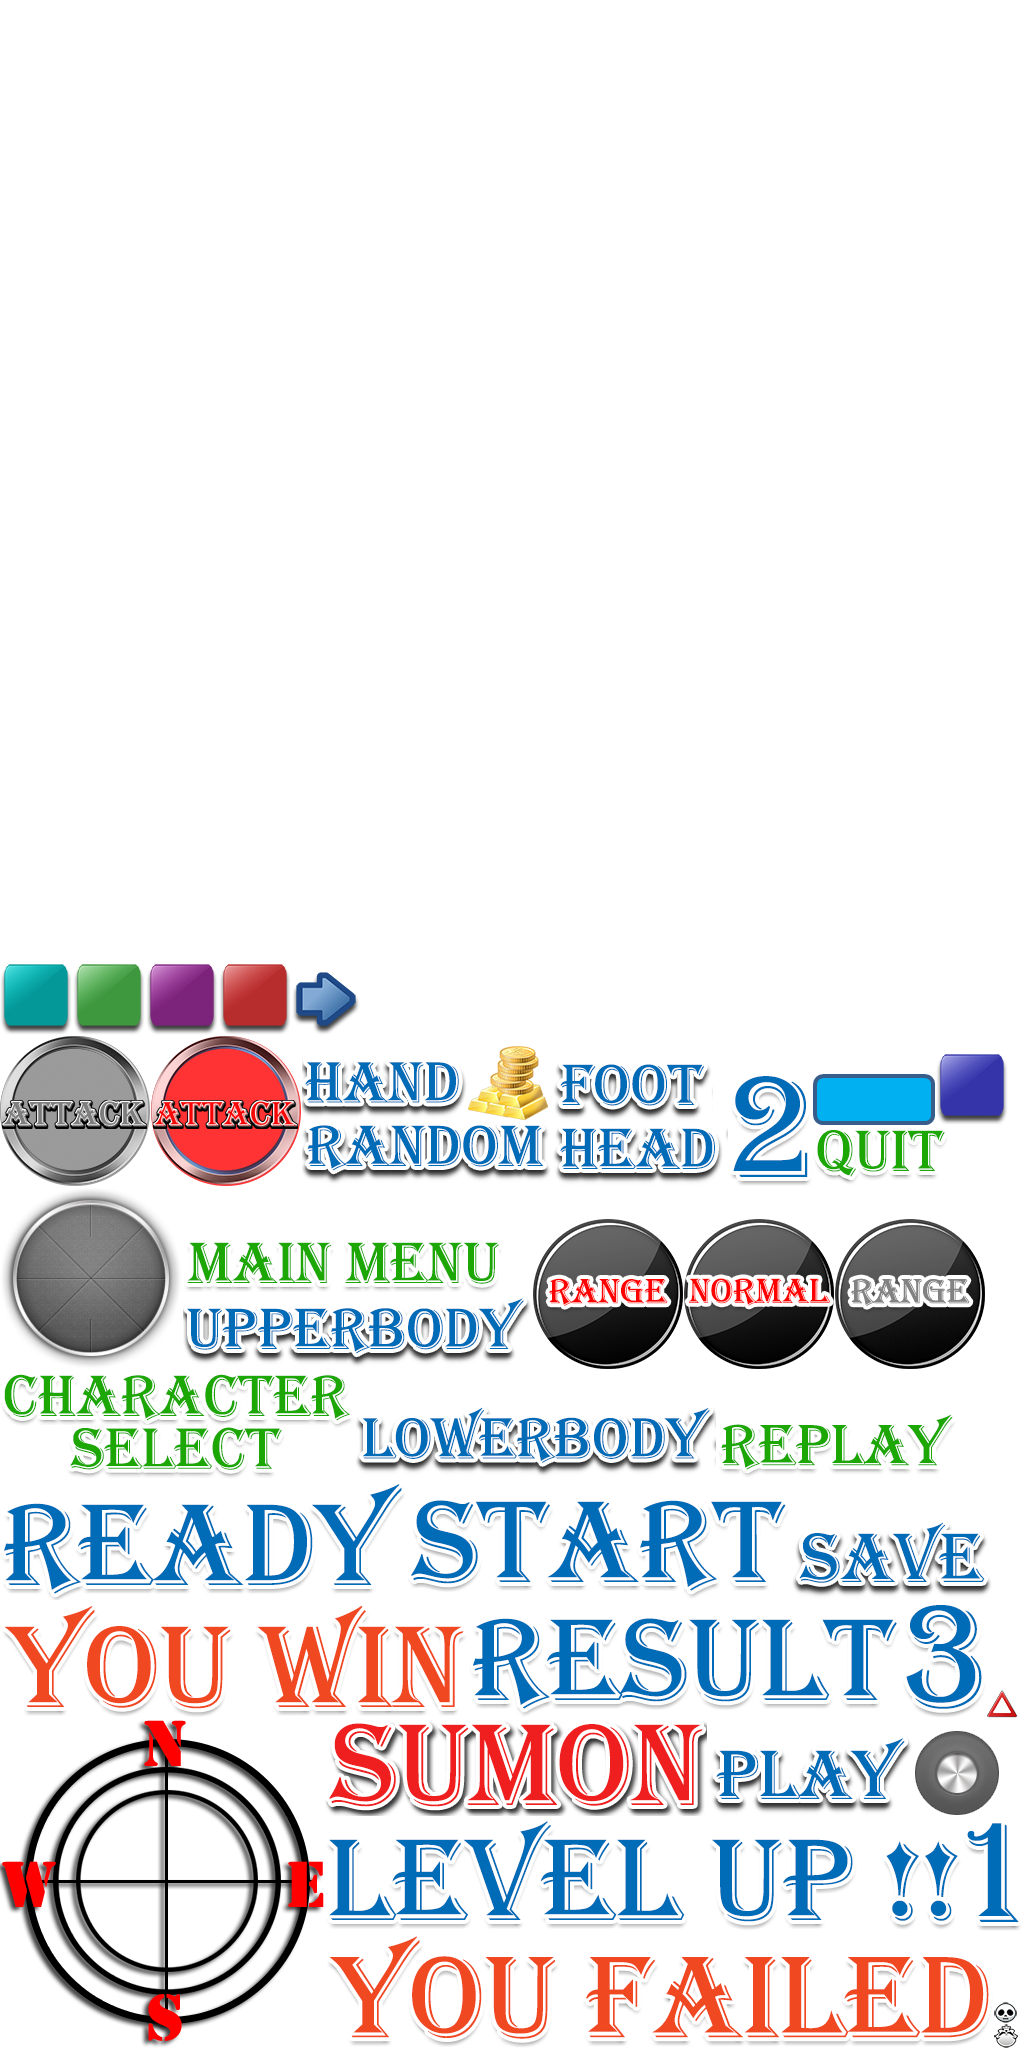 ATTACK
ATTACK
HAND
FOOT
RANDOM
HEAD
2
QUIT
MAIN MENU
UPPERBODY
RANGE
NORMAL
RANGE
CHARACTER
SELECT
LOWERBODY
REPLAY
READY
START
SAVE
YOU WIN
RESULT
3
N
W
E
S
SUMON
PLAY
LEVEL UP !!
1
YOU FAILED